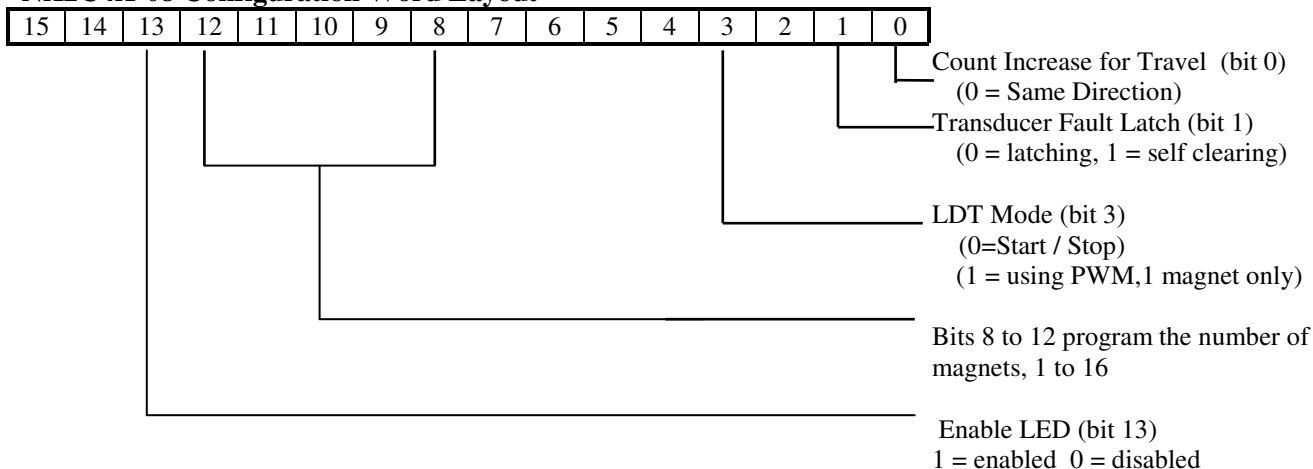 15 14 13 12 11 10 9 8 7 6 5 4 3 2 1 0
Count Increase for Travel (bit 0)
(0 = Same Direction)
Transducer Fault Latch (bit 1)
(0 = latching, 1 = self clearing)
LDT Mode (bit 3)
(0=Start / Stop)
(1 = using PWM,1 magnet only)
Bits 8 to 12 program the number of
magnets, 1 to 16
Enable LED (bit 13)
1 = enabled 0 = disabled